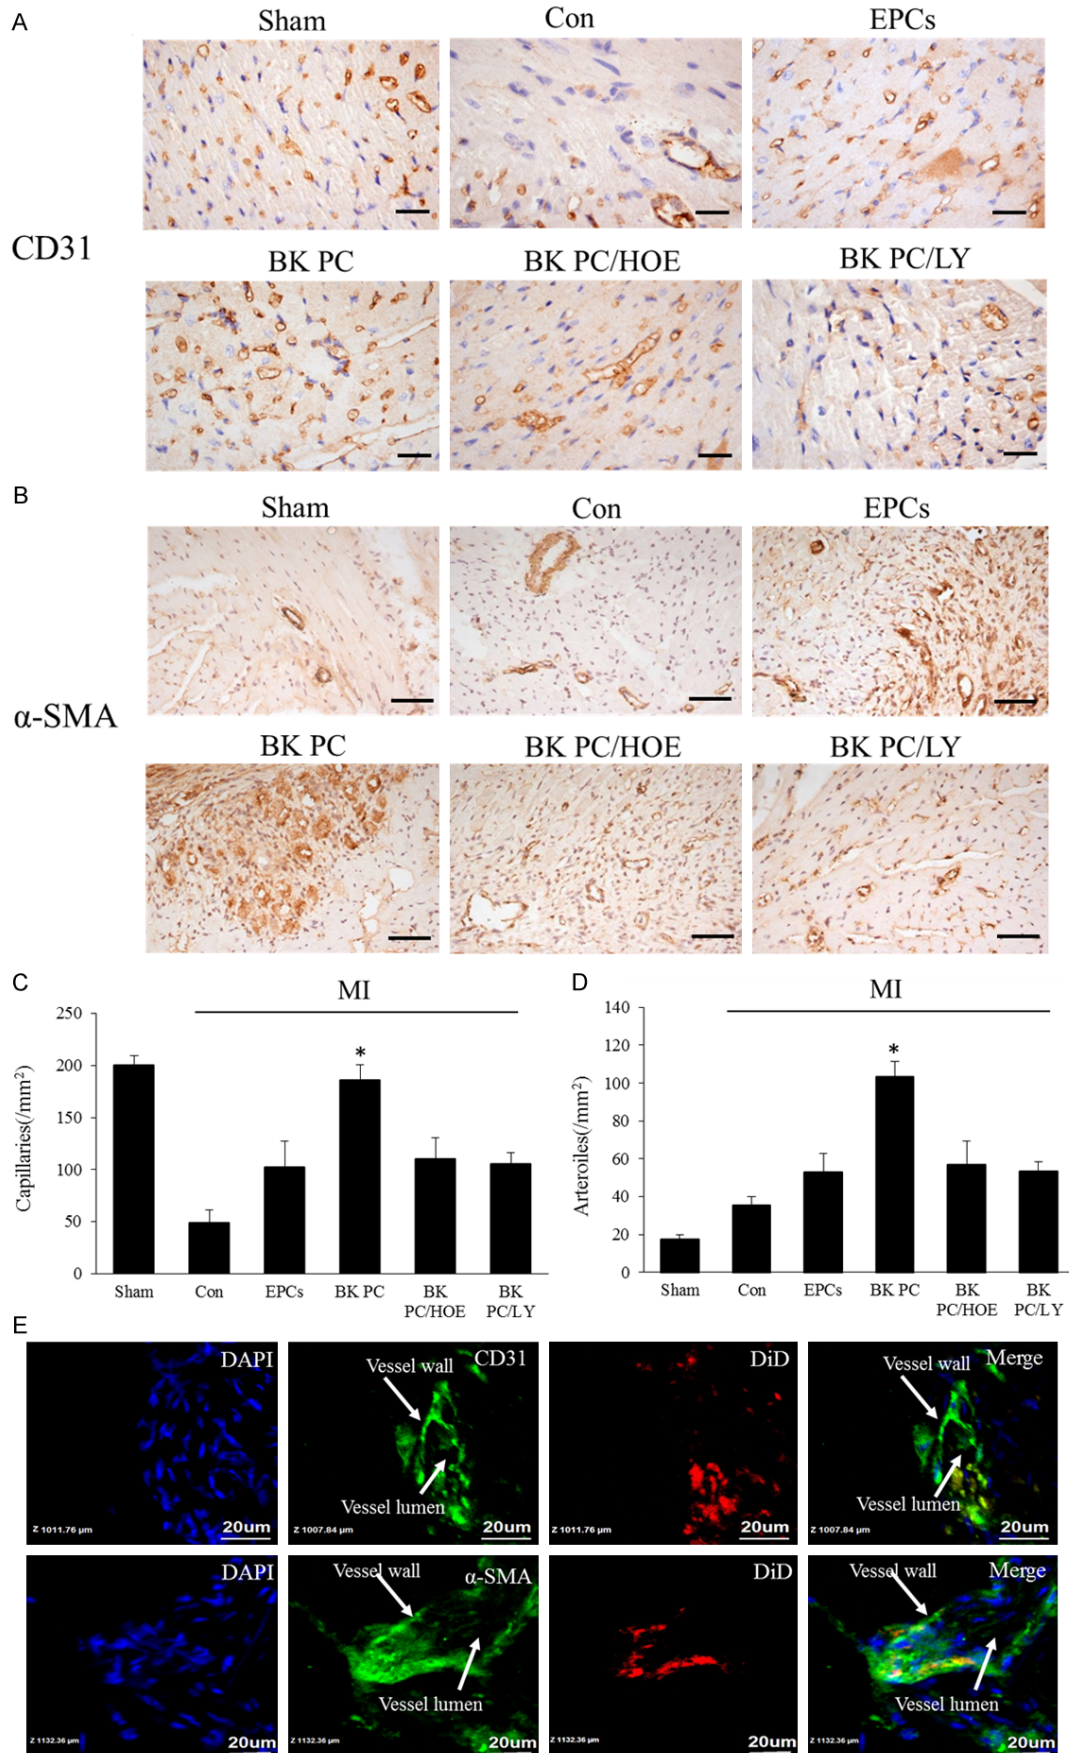 A
Sham
Con
EPCs
CD31
BK PC
BK PC/HOE
BK PC/LY
B
Sham
Con
EPCs
α-SMA
BK PC
BK PC/HOE
BK PC/LY
C
MI
250
200
150
100
50
0
Capillaries(/mm²)
*
Sham
Con
EPCs
BK PC
BK
PC/HOE
BK
PC/LY
D
MI
140
120
100
80
60
40
20
0
Arteroiles(/mm²)
*
Sham
Con
EPCs
BK PC
BK
PC/HOE
BK
PC/LY
E
DAPI
Z 1011.76 µm
20um
CD31
Vessel wall
Vessel lumen
Z 1007.84 µm
20um
DiD
Z 1011.76 µm
20um
Merge
Vessel wall
Vessel lumen
Z 1007.84 µm
20um
DAPI
Z 1132.36 µm
20um
Vessel wall
α-SMA
Vessel lumen
Z 1132.36 µm
20um
DiD
Z 1132.36 µm
20um
Vessel wall
Merge
Vessel lumen
Z 1132.36 µm
20um